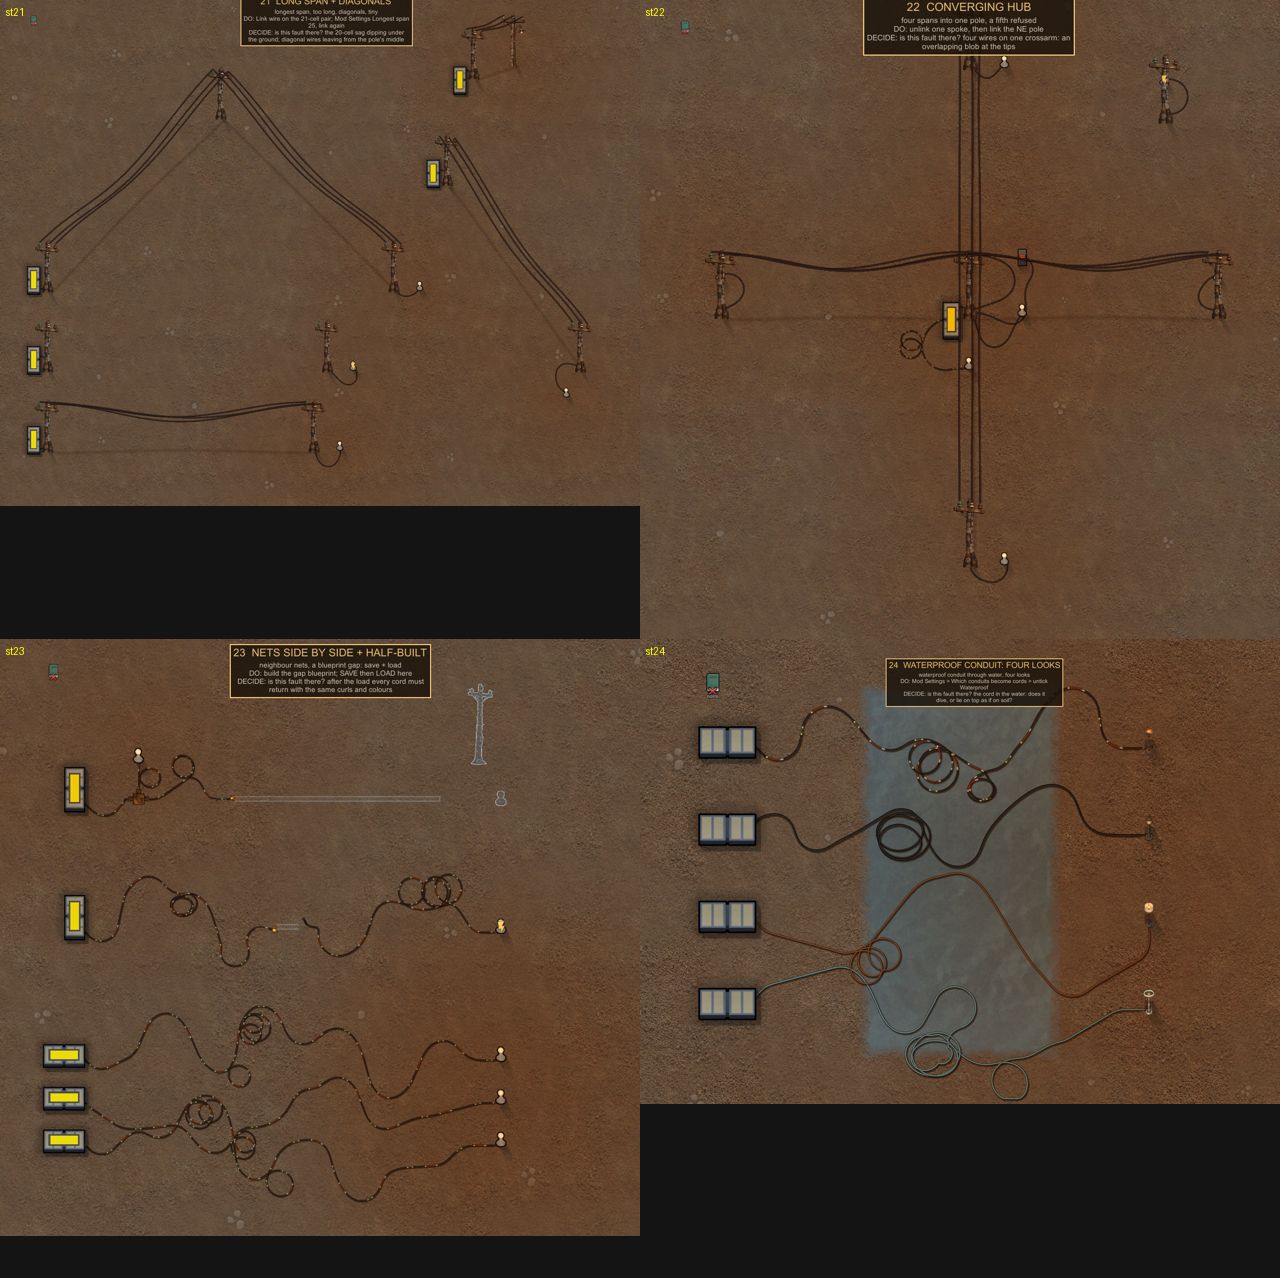 st21
21 LONG SPAN + DIAGONALS
longest span, too long, diagonals, tiny
DO: Link wire on the 21-cell pair; Mod Settings Longest span
25, link again
DECIDE: is this fault there? the 20-cell sag dipping under
the ground; diagonal wires leaving from the pole's middle
st22
22 CONVERGING HUB
four spans into one pole, a fifth refused
DO: unlink one spoke, then link the NE pole
DECIDE: is this fault there? four wires on one crossarm: an
overlapping blob at the tips
st23
23 NETS SIDE BY SIDE + HALF-BUILT
neighbour nets, a blueprint gap: save + load
DO: build the gap blueprint; SAVE then LOAD here
DECIDE: is this fault there? after the load every cord must
return with the same curls and colours
st24
24 WATERPROOF CONDUIT: FOUR LOOKS
waterproof conduit through water, four looks
DO: Mod Settings > Which conduits become cords > untick
Waterproof
DECIDE: is this fault there? the cord in the water: does it
dive, or lie on top as if on soil?